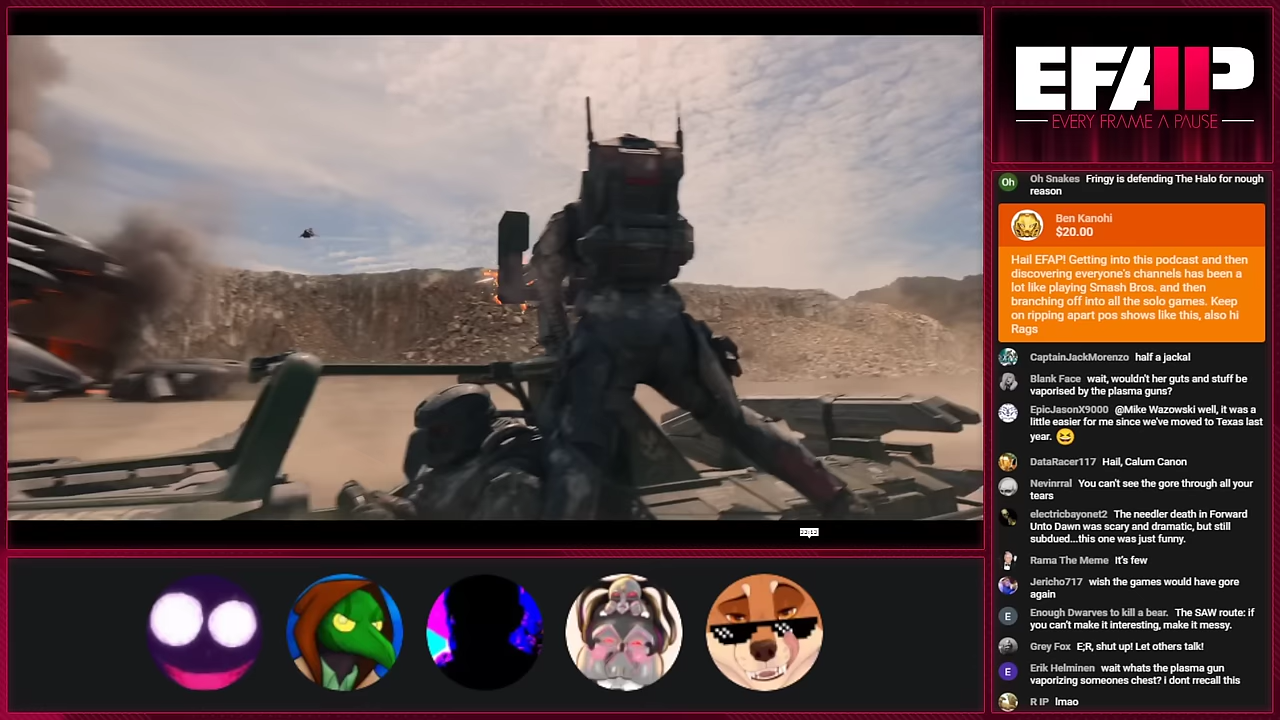 EFAP
EVERY FRAME A PAUSE
Oh
Oh Snakes Fringy is defending The Halo for nough
reason
Ben Kanohi
$20.00
Hail EFAP! Getting into this podcast and then
discovering everyone's channels has been a
lot like playing Smash Bros. and then
branching off into all the solo games. Keep
on ripping apart pos shows like this, also hi
Rags
CaptainJackMorenzo half a jackal
Blank Face wait, wouldn't her guts and stuff be
vaporised by the plasma guns?
EpicJasonX9000 @Mike Wazowski well, it was a
little easier for me since we've moved to Texas last
year. 😆
DataRacer117 Hail, Calum Canon
Nevinrral You can't see the gore through all your
tears
electricbayonet2 The needler death in Forward
Unto Dawn was scary and dramatic, but still
subdued...this one was just funny.
Rama The Meme It's few
Jericho717 wish the games would have gore
again
E
Enough Dwarves to kill a bear. The SAW route: if
you can't make it interesting, make it messy.
Grey Fox E;R, shut up! Let others talk!
E
Erik Helminen wait whats the plasma gun
vaporizing someones chest? i dont rrecall this
R IP lmao